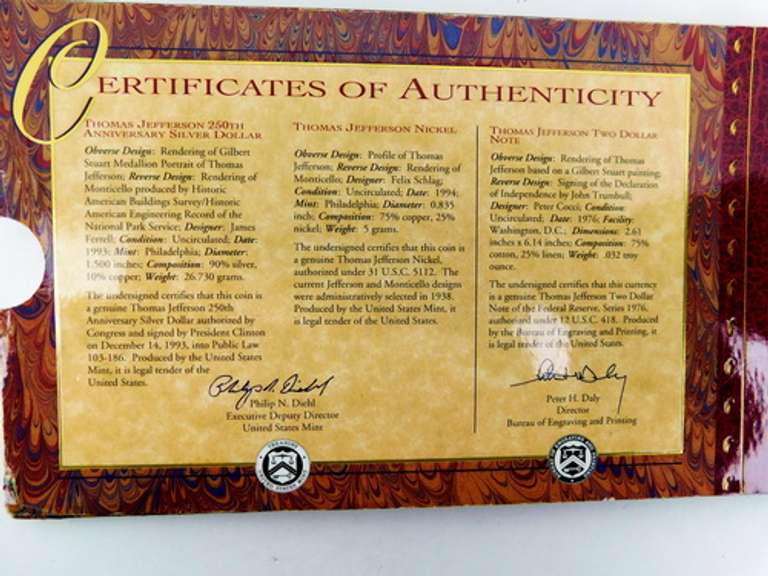 CERTIFICATES OF AUTHENTICITY
THOMAS JEFFERSON 250TH
ANNIVERSARY SILVER DOLLAR
Obverse Design: Rendering of Gilbert
Stuart Medallion Portrait of Thomas
Jefferson; Reverse Design: Rendering of
Monticello produced by Historic
American Buildings Survey/Historic
American Engineering Record of the
National Park Service; Designer: James
Ferrell; Condition: Uncirculated; Date:
1993; Mint: Philadelphia; Diameter:
1.500 inches; Composition: 90% silver,
10% copper; Weight: 26.730 grams.
The undersigned certifies that this coin is
a genuine Thomas Jefferson 250th
Anniversary Silver Dollar authorized by
Congress and signed by President Clinton
on December 14, 1993, into Public Law
103-186. Produced by the United States
Mint, it is legal tender of the
United States.
THOMAS JEFFERSON NICKEL
Obverse Design: Profile of Thomas
Jefferson; Reverse Design: Rendering of
Monticello; Designer: Felix Schlag;
Condition: Uncirculated; Date: 1994;
Mint: Philadelphia; Diameter: 0.835
inch; Composition: 75% copper, 25%
nickel; Weight: 5 grams.
The undersigned certifies that this coin is
a genuine Thomas Jefferson Nickel,
authorized under 31 U.S.C. 5112. The
current Jefferson and Monticello designs
were administratively selected in 1938.
Produced by the United States Mint, it
is legal tender of the United States.
Philip N. Diehl
Philip N. Diehl
Executive Deputy Director
United States Mint
THOMAS JEFFERSON TWO DOLLAR
NOTE
Obverse Design: Rendering of Thomas
Jefferson based on a Gilbert Stuart painting;
Reverse Design: Signing of the Declaration
of Independence by John Trumbull;
Designer: Peter Cocci; Condition:
Uncirculated; Date: 1976; Facility:
Washington, D.C.; Dimensions: 2.61
inches x 6.14 inches; Composition: 75%
cotton, 25% linen; Weight: .032 troy
ounce.
The undersigned certifies that this currency
is a genuine Thomas Jefferson Two Dollar
Note of the Federal Reserve, Series 1976,
authorized under 12 U.S.C. 418. Produced
by the Bureau of Engraving and Printing, it
is legal tender of the United States.
Peter H. Daly
Director
Bureau of Engraving and Printing